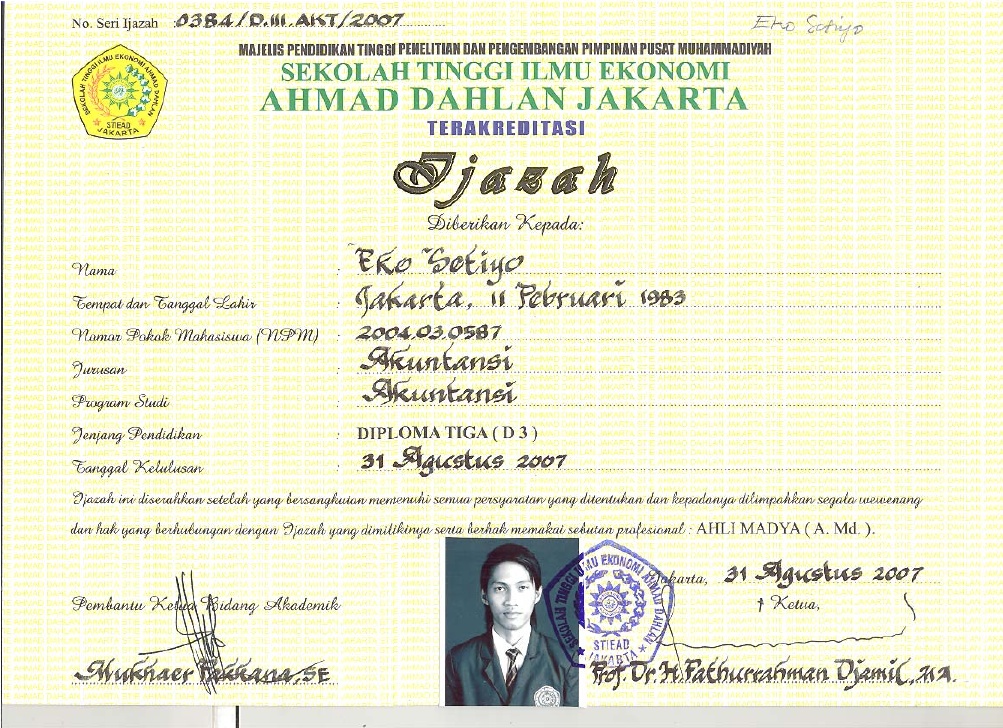 No. Seri Ijazah : 0384/D.III.AKT/2007
Eko Setiyo
MAJELIS PENDIDIKAN TINGGI PENELITIAN DAN PENGEMBANGAN PIMPINAN PUSAT MUHAMMADIYAH
SEKOLAH TINGGI ILMU EKONOMI
AHMAD DAHLAN JAKARTA
TERAKREDITASI
SEKOLAH TINGGI ILMU EKONOMI AHMAD DAHLAN
STIEAD
JAKARTA
Ijazah
Diberikan Kepada:
Nama : Eko Setiyo
Tempat dan Tanggal Lahir : Jakarta, 11 Pebruari 1983
Nomor Pokok Mahasiswa (NPM) : 2004.03.0587
Jurusan : Akuntansi
Program Studi : Akuntansi
Jenjang Pendidikan : DIPLOMA TIGA ( D 3 )
Tanggal Kelulusan : 31 Agustus 2007
Ijazah ini diserahkan setelah yang bersangkutan memenuhi semua persyaratan yang ditentukan dan kepadanya dilimpahkan segala wewenang
dan hak yang berhubungan dengan Ijazah yang dimilikinya serta berhak memakai sebutan profesional : AHLI MADYA ( A. Md. ).
Jakarta, 31 Agustus 2007
Pembantu Ketua Bidang Akademik
Ketua,
SEKOLAH TINGGI ILMU EKONOMI AHMAD DAHLAN
STIEAD
JAKARTA
Mukhaer Pakkana, SE
Prof. Dr. H. Fathurrahman Djamil, MA.